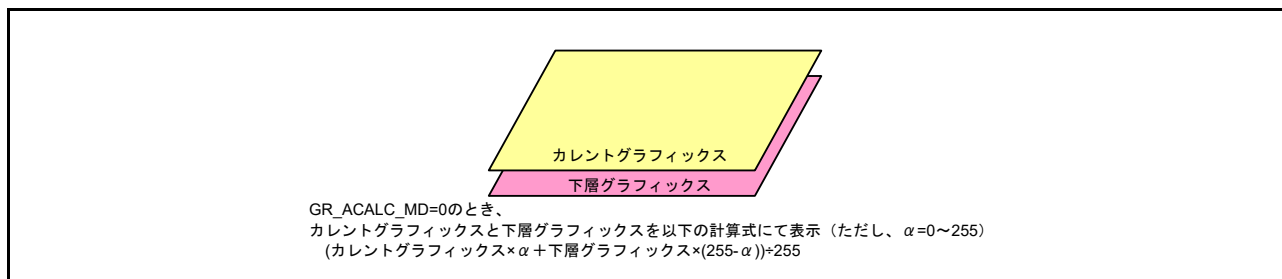 カレントグラフィックス
下層グラフィックス
GR_ACALC_MD=0のとき、
カレントグラフィックスと下層グラフィックスを以下の計算式にて表示（ただし、α=0～255）
(カレントグラフィックス×α＋下層グラフィックス×(255-α))÷255